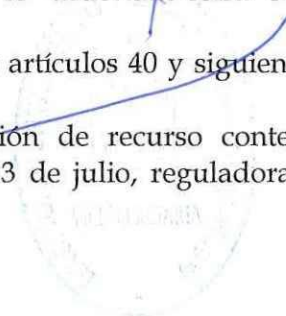 artículos 40 y siguien
ión de recurso conte
3 de julio, reguladora